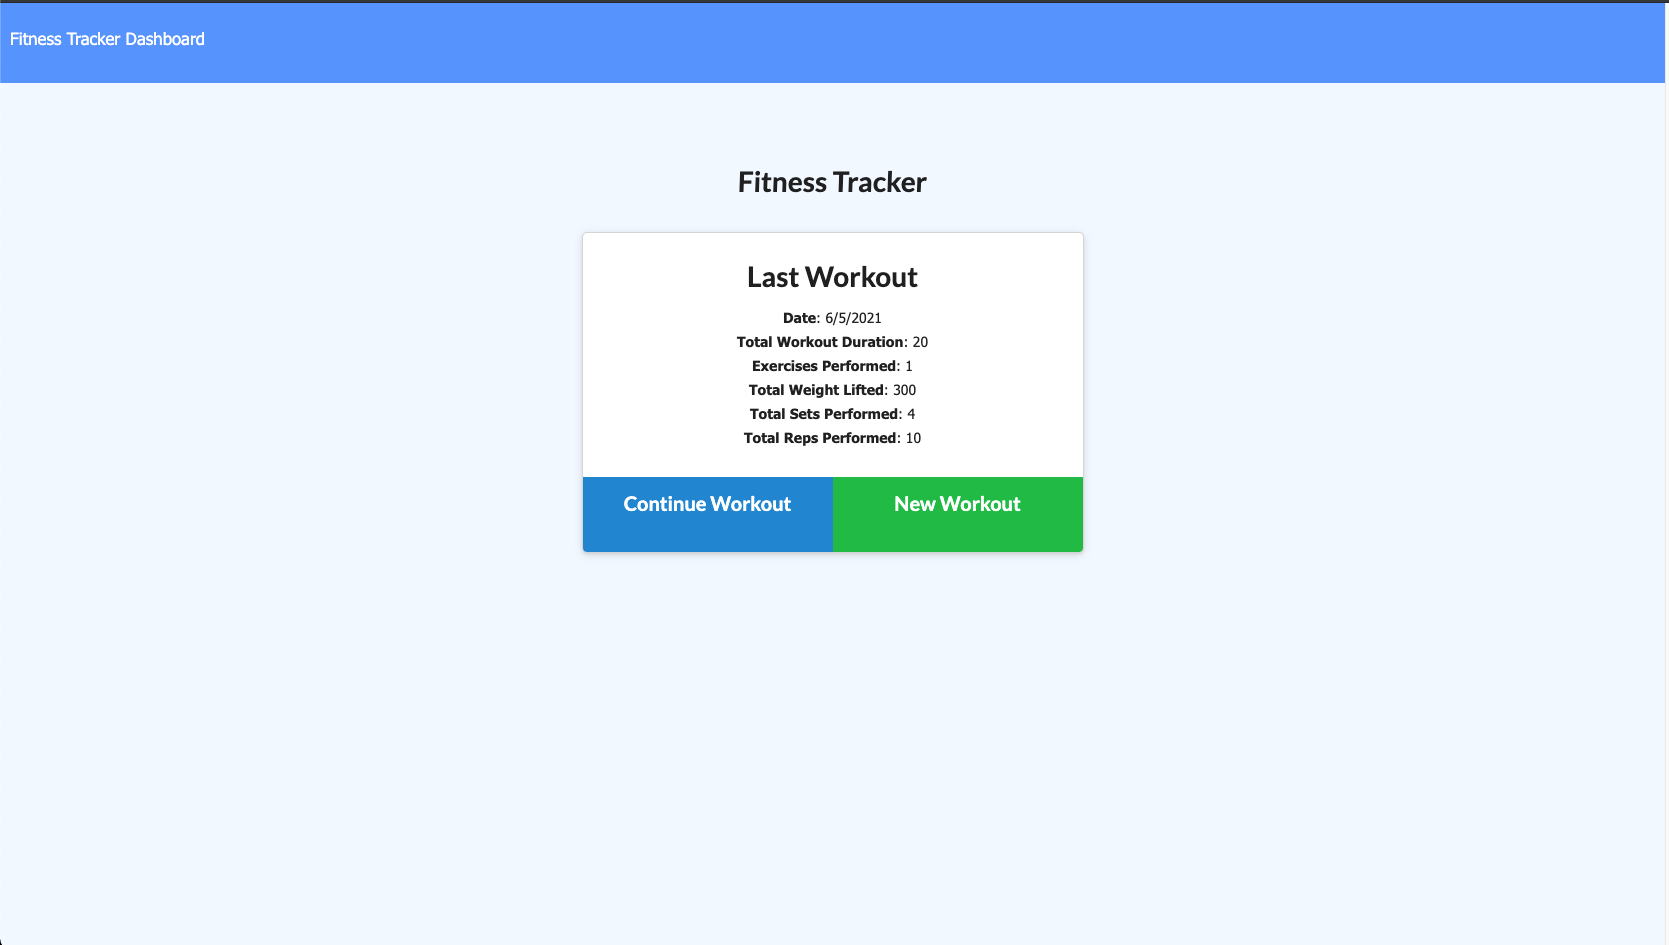 Fitness Tracker Dashboard
Fitness Tracker
Last Workout
Date: 6/5/2021
Total Workout Duration: 20
Exercises Performed: 1
Total Weight Lifted: 300
Total Sets Performed: 4
Total Reps Performed: 10
Continue Workout New Workout